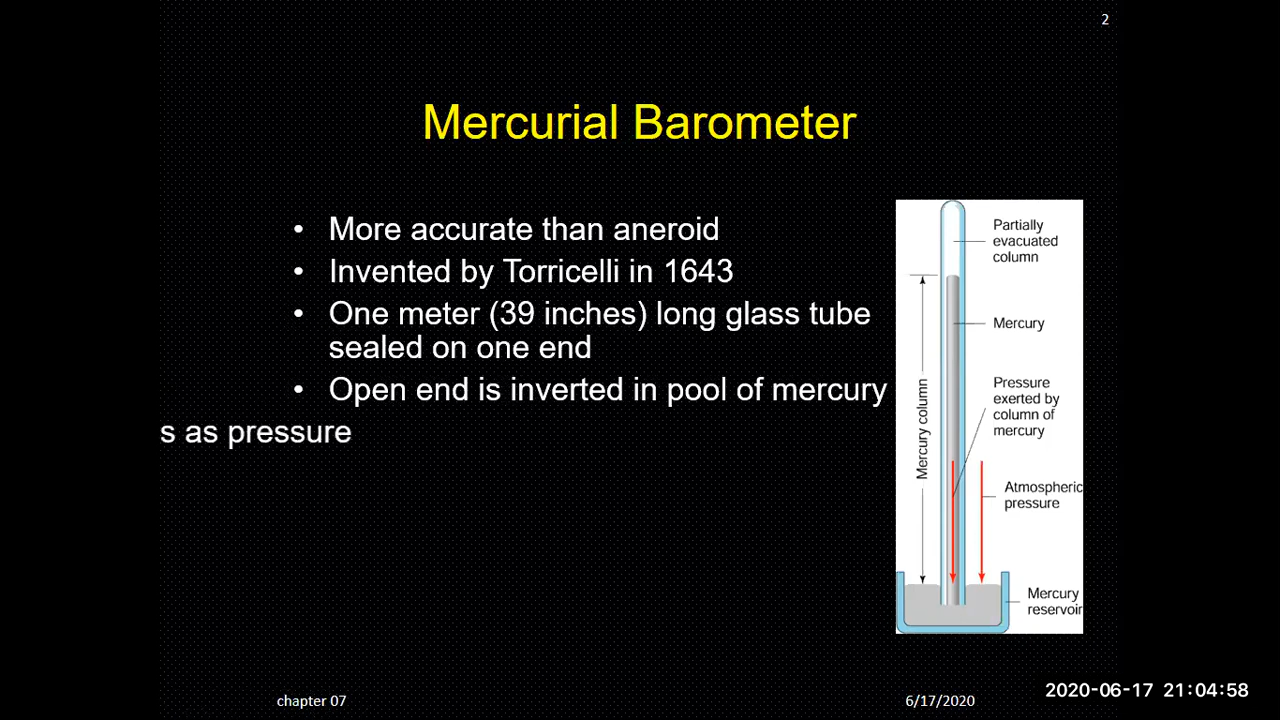 2
Mercurial Barometer
• More accurate than aneroid
• Invented by Torricelli in 1643
• One meter (39 inches) long glass tube
sealed on one end
• Open end is inverted in pool of mercury
s as pressure
Partially
evacuated
column
Mercury
Pressure
exerted by
column of
mercury
Mercury column
Atmospheric
pressure
Mercury
reservoir
chapter 07
6/17/2020
2020-06-17 21:04:58